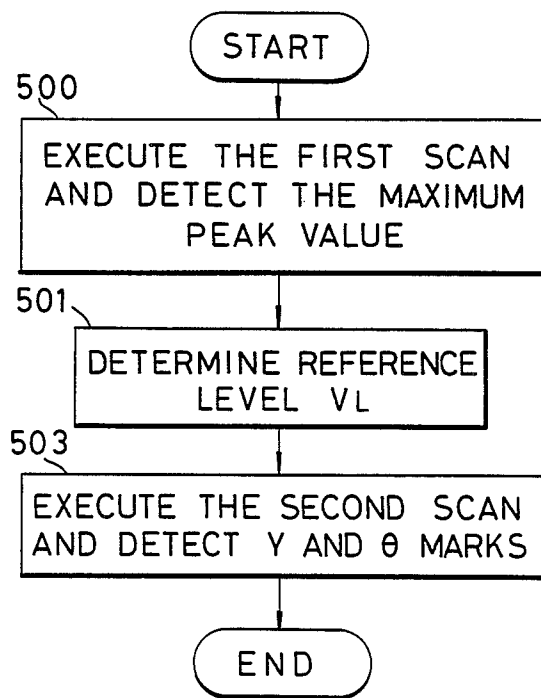 START
500
EXECUTE THE FIRST SCAN
AND DETECT THE MAXIMUM
PEAK VALUE
501
DETERMINE REFERENCE
LEVEL VL
503
EXECUTE THE SECOND SCAN
AND DETECT Y AND θ MARKS
END